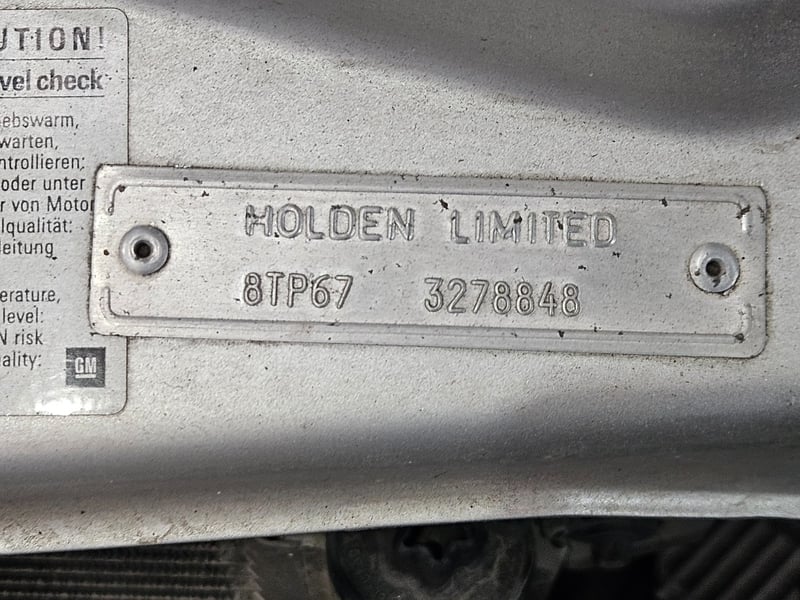 UTION!
vel check
ebswarm,
warten,
ntrollieren;
oder unter
r von Motor
lqualität:
leitung
erature,
level:
N risk
ality:
GM
HOLDEN LIMITED
8TP67 3278848